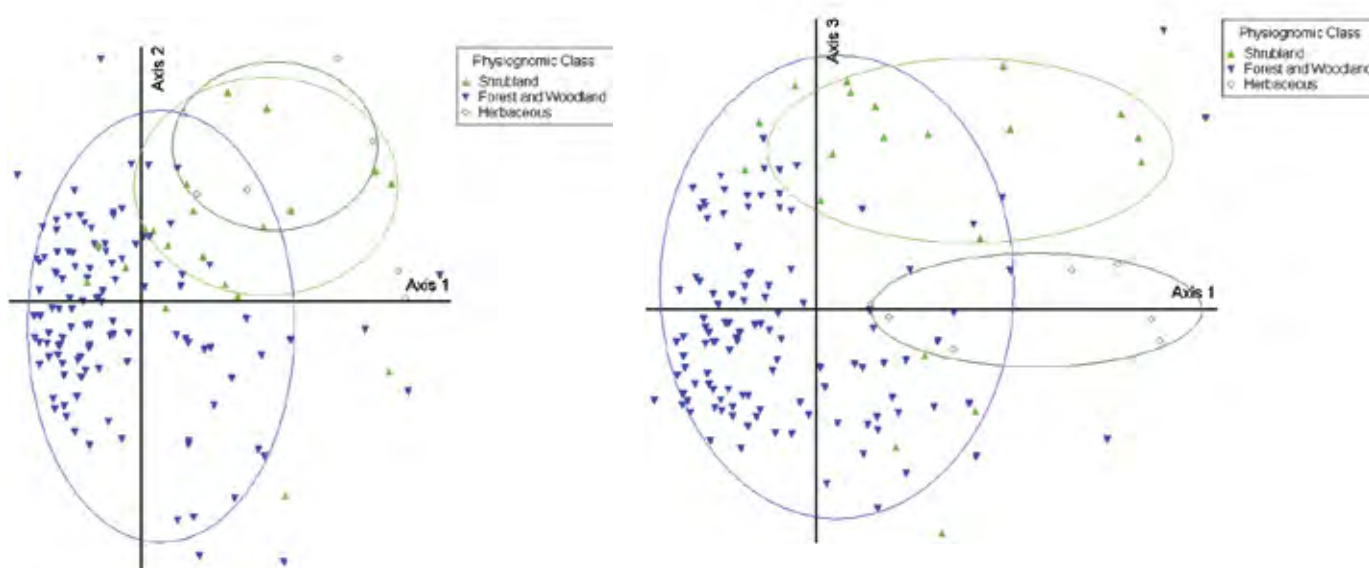 Axis 2
Physiognomic Class
Shrubland
Forest and Woodland
Herbaceous
Axis 1
Axis 3
Physiognomic Class
Shrubland
Forest and Woodland
Herbaceous
Axis 1